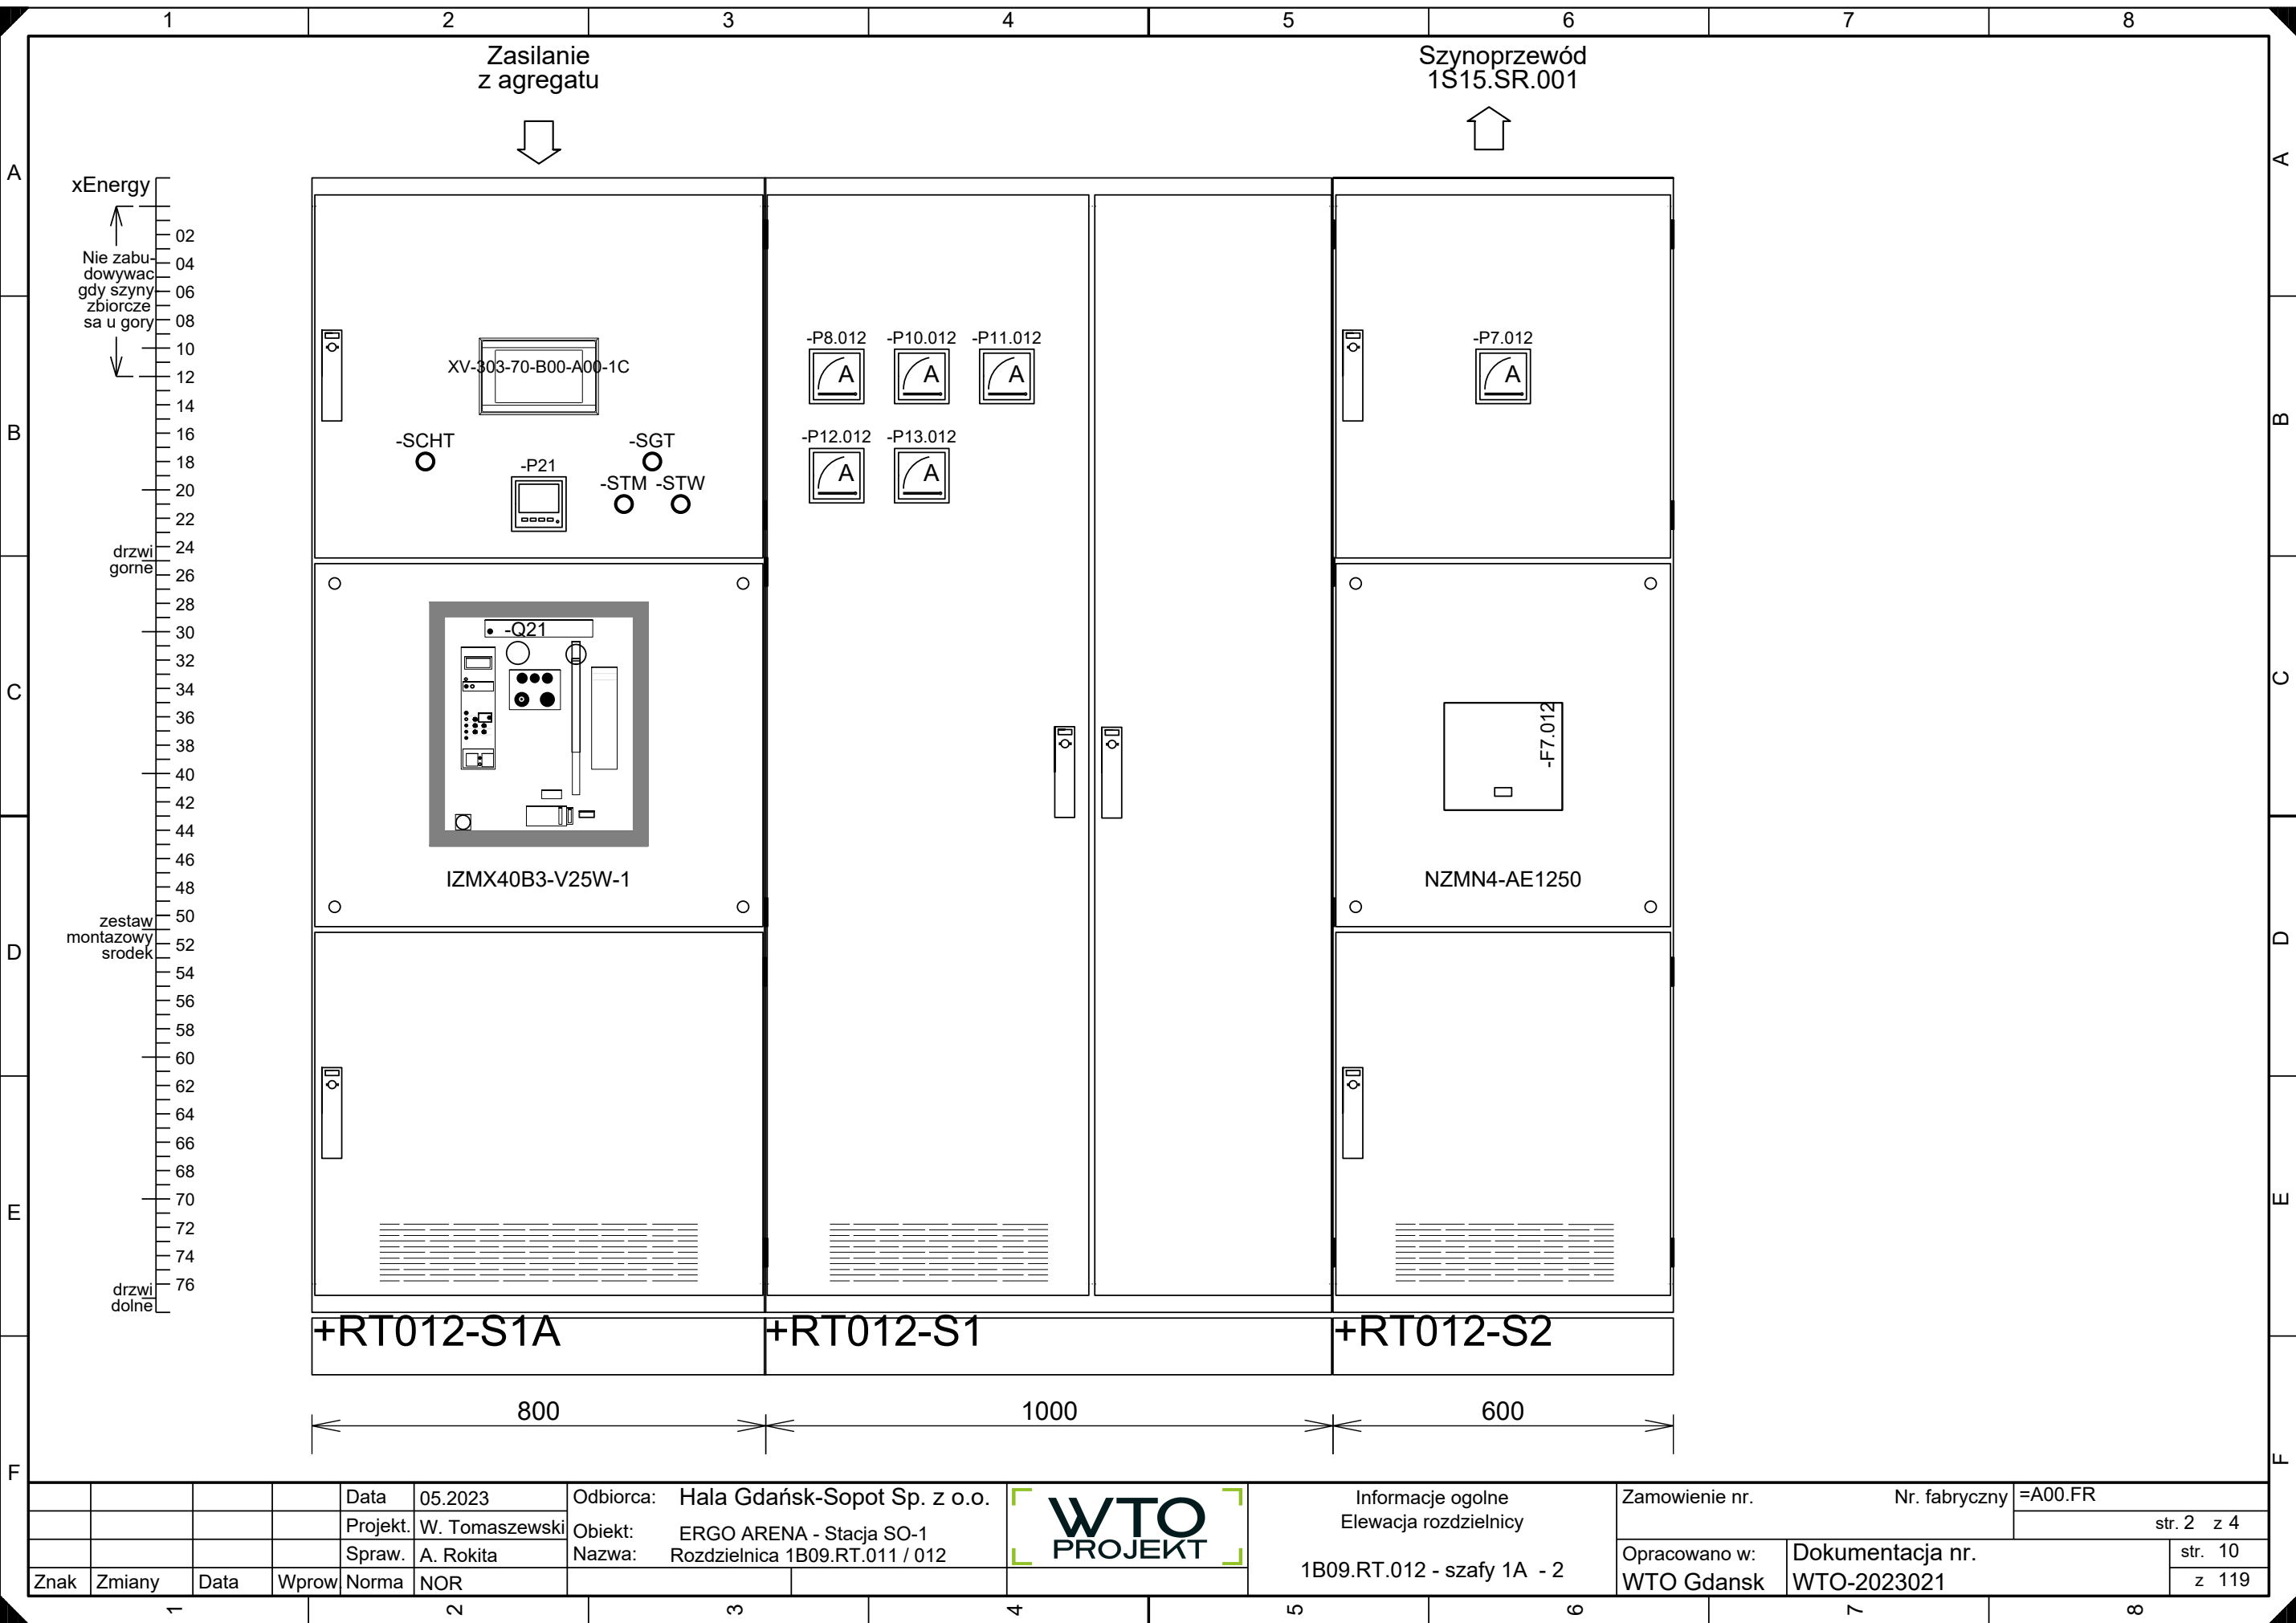 1 2 3 4 5 6 7 8
Zasilanie
z agregatu
Szynoprzewód
1S15.SR.001
A
A
B
B
C
C
D
D
E
E
F
F
xEnergy
Nie zabu-
dowywac
gdy szyny
zbiorcze
sa u gory
02
04
06
08
10
12
14
16
18
20
22
24
26
28
30
32
34
36
38
40
42
44
46
48
50
52
54
56
58
60
62
64
66
68
70
72
74
76
drzwi
gorne
zestaw
montazowy
srodek
drzwi
dolne
XV-303-70-B00-A00-1C
-SCHT
-SGT
-P21
-STM -STW
-Q21
IZMX40B3-V25W-1
-P8.012 -P10.012 -P11.012
A A A
-P12.012 -P13.012
A A
-P7.012
A
-F7.012
NZMN4-AE1250
+RT012-S1A +RT012-S1 +RT012-S2
800 1000 600
Data 05.2023
Projekt. W. Tomaszewski
Spraw. A. Rokita
Znak Zmiany Data Wprow. Norma NOR
Odbiorca: Hala Gdańsk-Sopot Sp. z o.o.
Obiekt: ERGO ARENA - Stacja SO-1
Nazwa: Rozdzielnica 1B09.RT.011 / 012
WTO
PROJEKT
Informacje ogolne
Elewacja rozdzielnicy
1B09.RT.012 - szafy 1A - 2
Zamowienie nr. Nr. fabryczny =A00.FR
str. 2 z 4
Opracowano w: Dokumentacja nr. str. 10
WTO Gdansk WTO-2023021 z 119
1 2 3 4 5 6 7 8